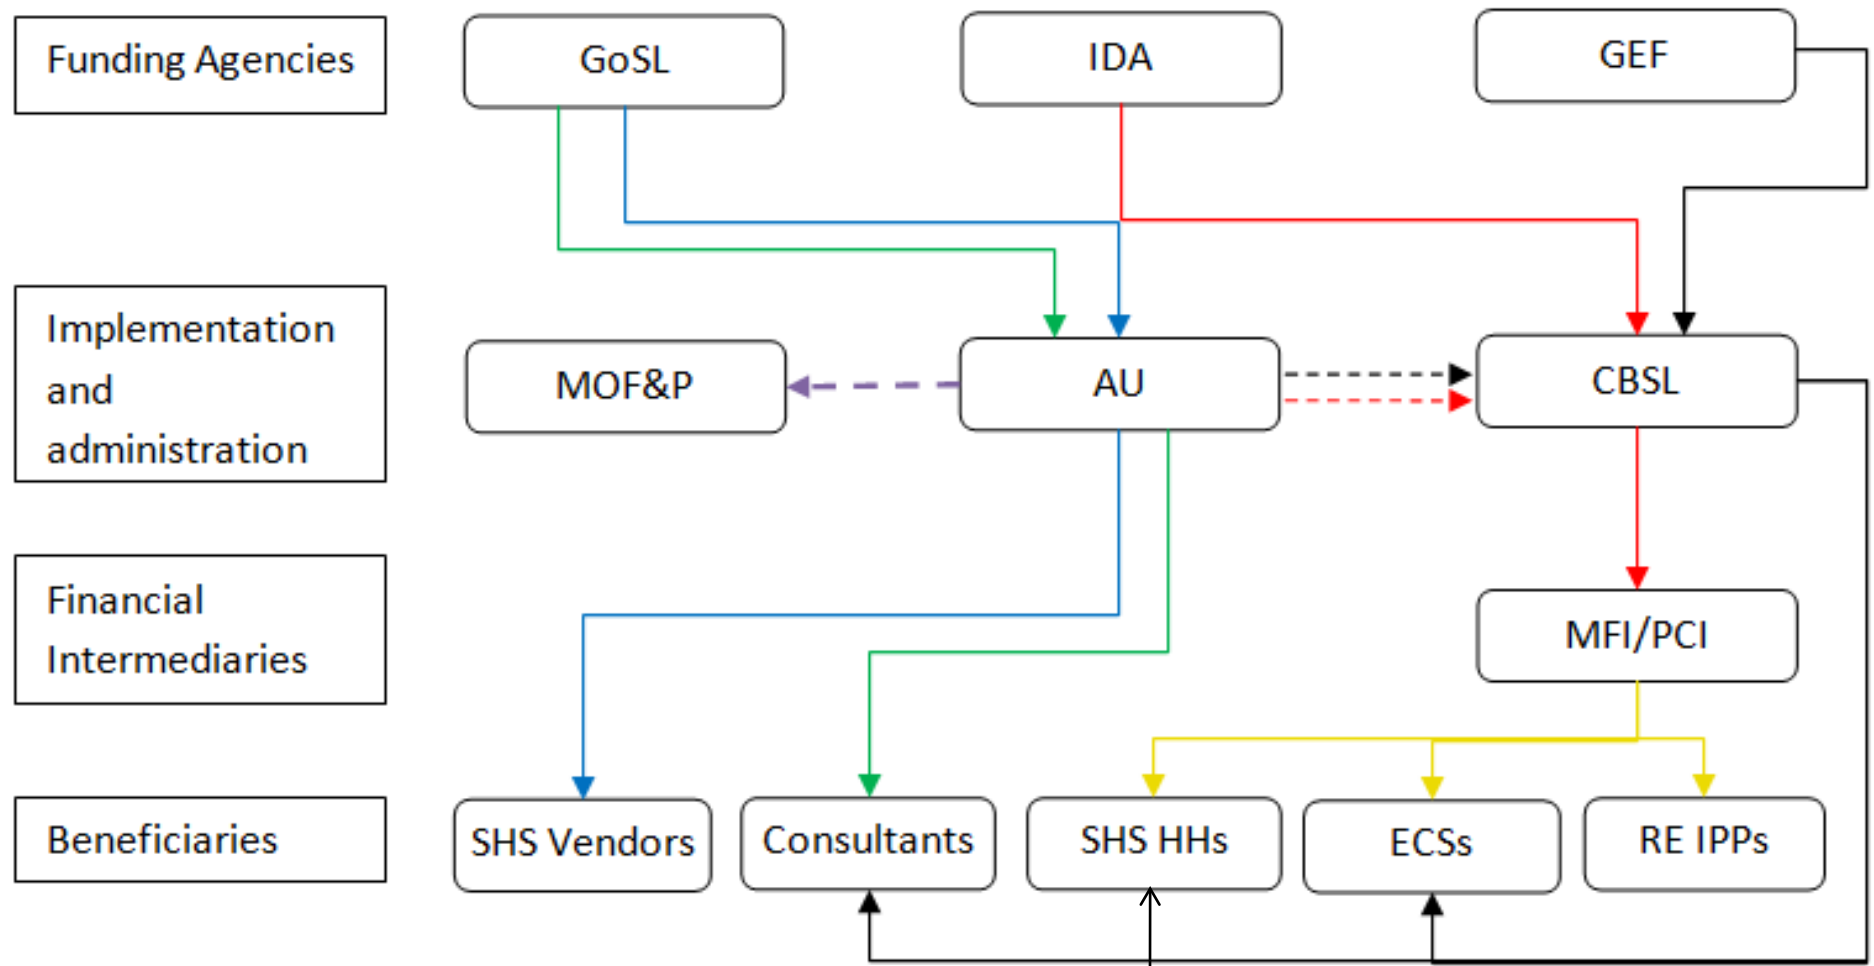 Funding Agencies
GoSL
IDA
GEF
Implementation
and
administration
MOF&P
AU
CBSL
Financial
Intermediaries
MFI/PCI
Beneficiaries
SHS Vendors
Consultants
SHS HHs
ECSs
RE IPPs